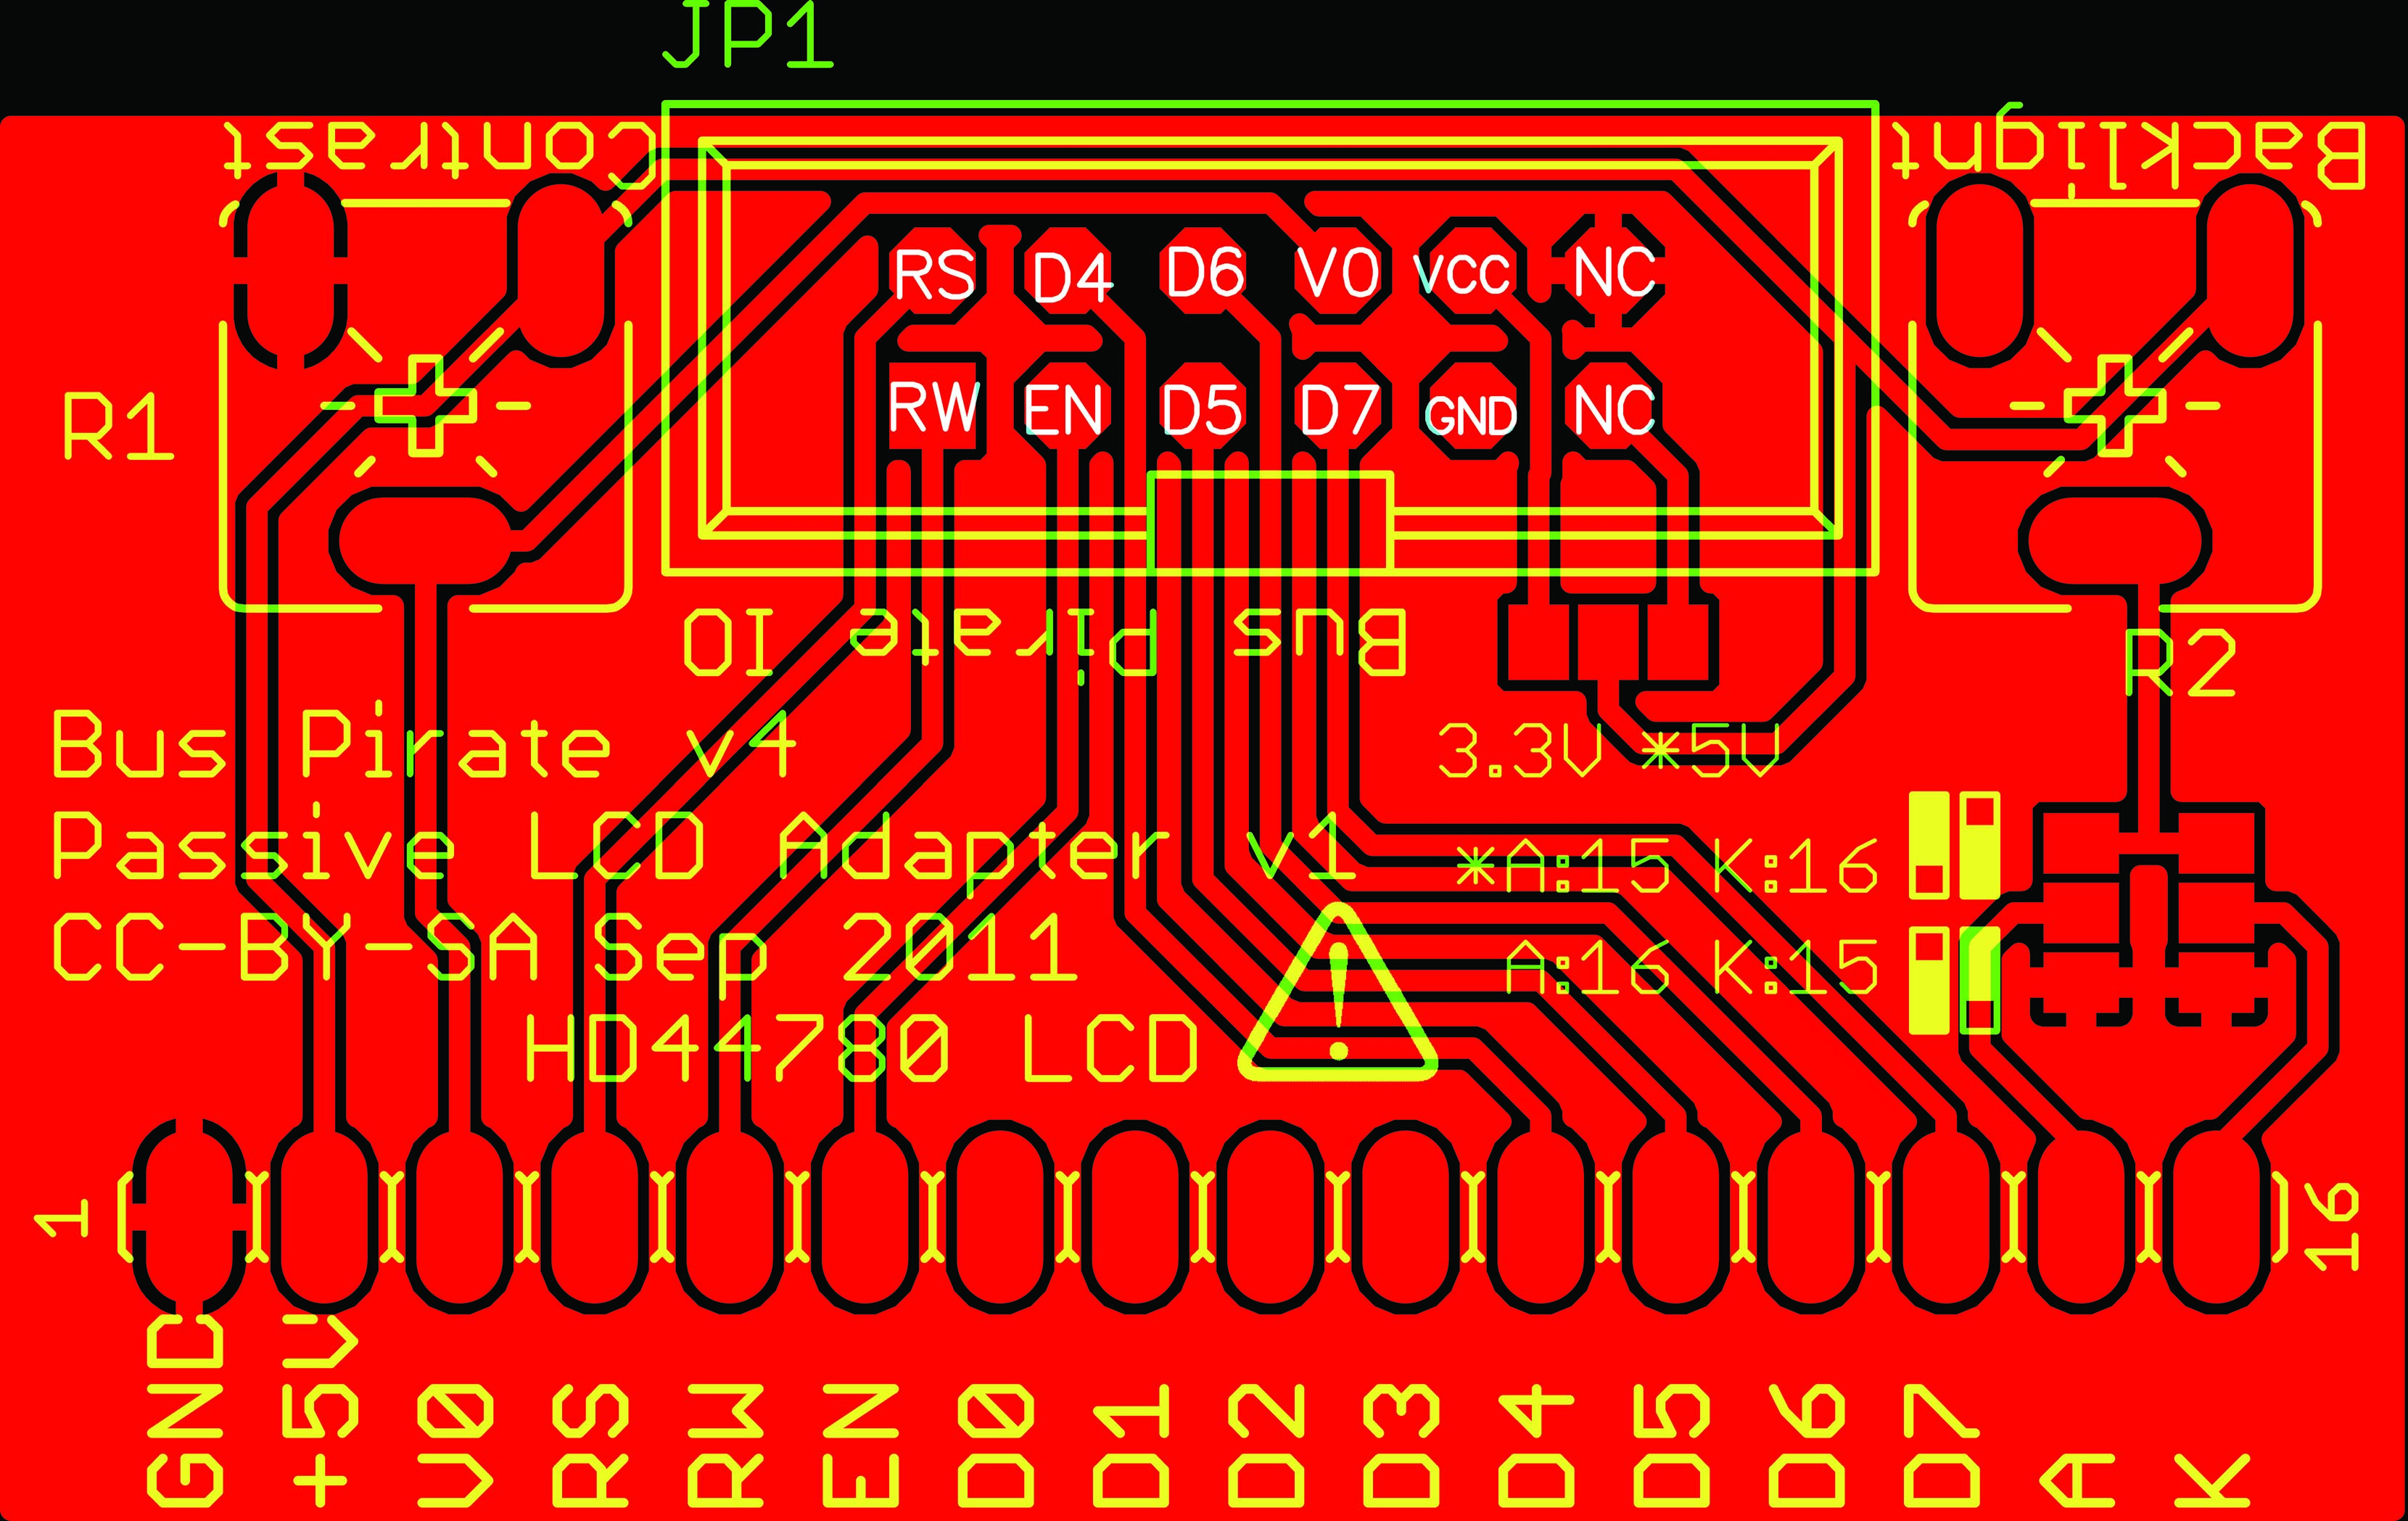 JP1
Contrast
Backlight
RS D4 D6 V0 VCC NC
R1
RW EN D5 D7 GND NC
Bus Pirate IO
R2
Bus Pirate v4
3.3V *5V
Passive LCD Adapter v1
*A:15 K:16
CC-BY-SA Sep 2011
A:16 K:15
HD44780 LCD
!
1
16
GND
+5V
V0
RS
RW
EN
D0
D1
D2
D3
D4
D5
D6
D7
A
K